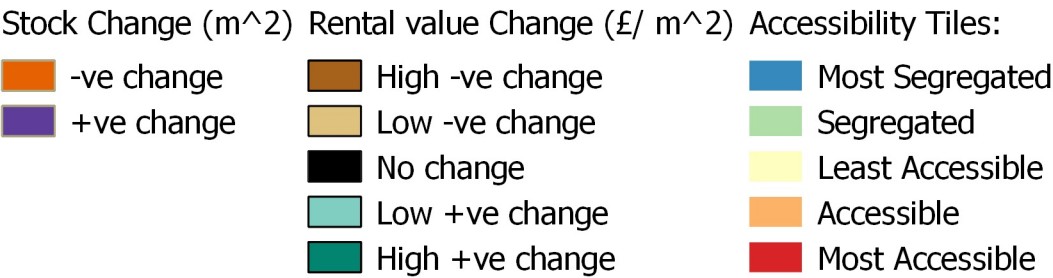 Stock Change (m^2)
-ve change
+ve change
Rental value Change (£/ m^2)
High -ve change
Low -ve change
No change
Low +ve change
High +ve change
Accessibility Tiles:
Most Segregated
Segregated
Least Accessible
Accessible
Most Accessible